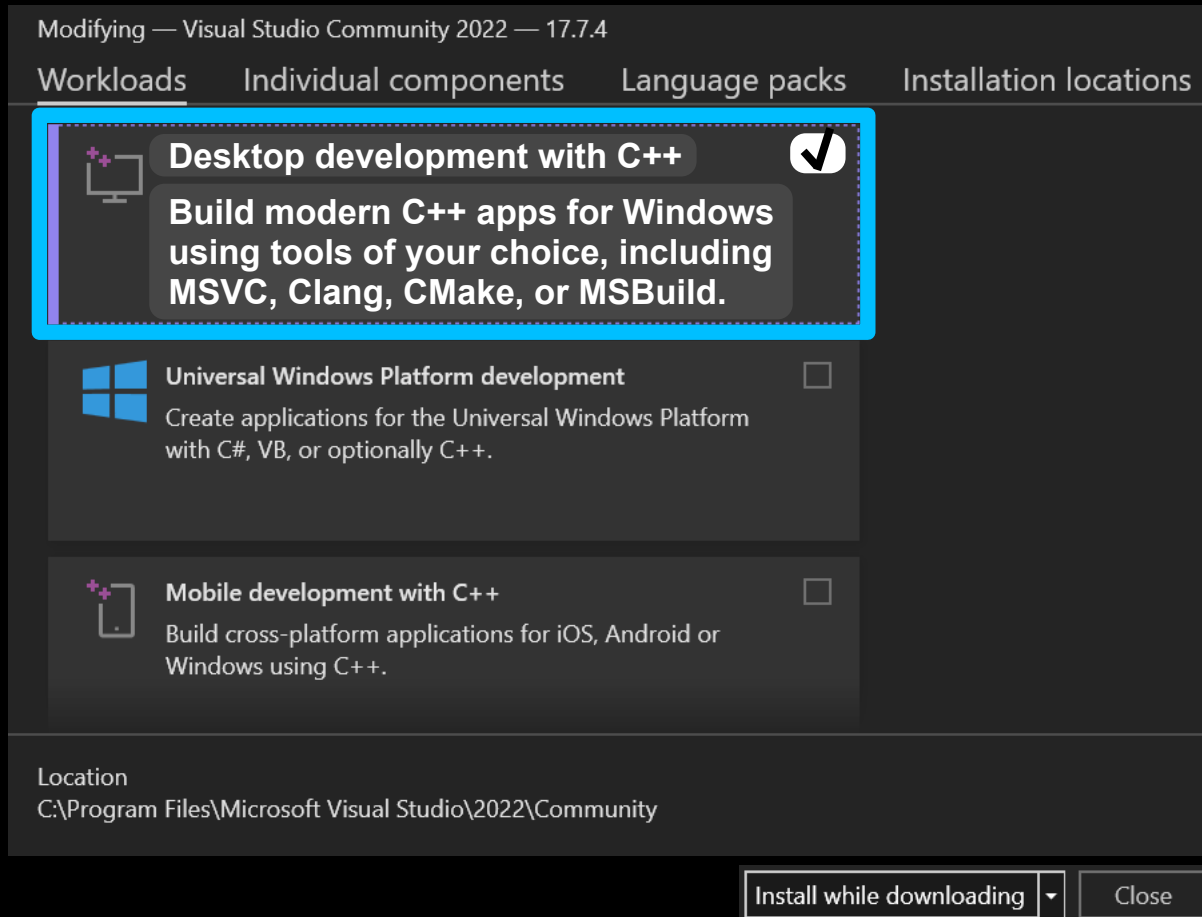 Modifying — Visual Studio Community 2022 — 17.7.4
Workloads Individual components Language packs Installation locations
Desktop development with C++
Build modern C++ apps for Windows
using tools of your choice, including
MSVC, Clang, CMake, or MSBuild.
Universal Windows Platform development
Create applications for the Universal Windows Platform
with C#, VB, or optionally C++.
Mobile development with C++
Build cross-platform applications for iOS, Android or
Windows using C++.
Location
C:\Program Files\Microsoft Visual Studio\2022\Community
Install while downloading Close